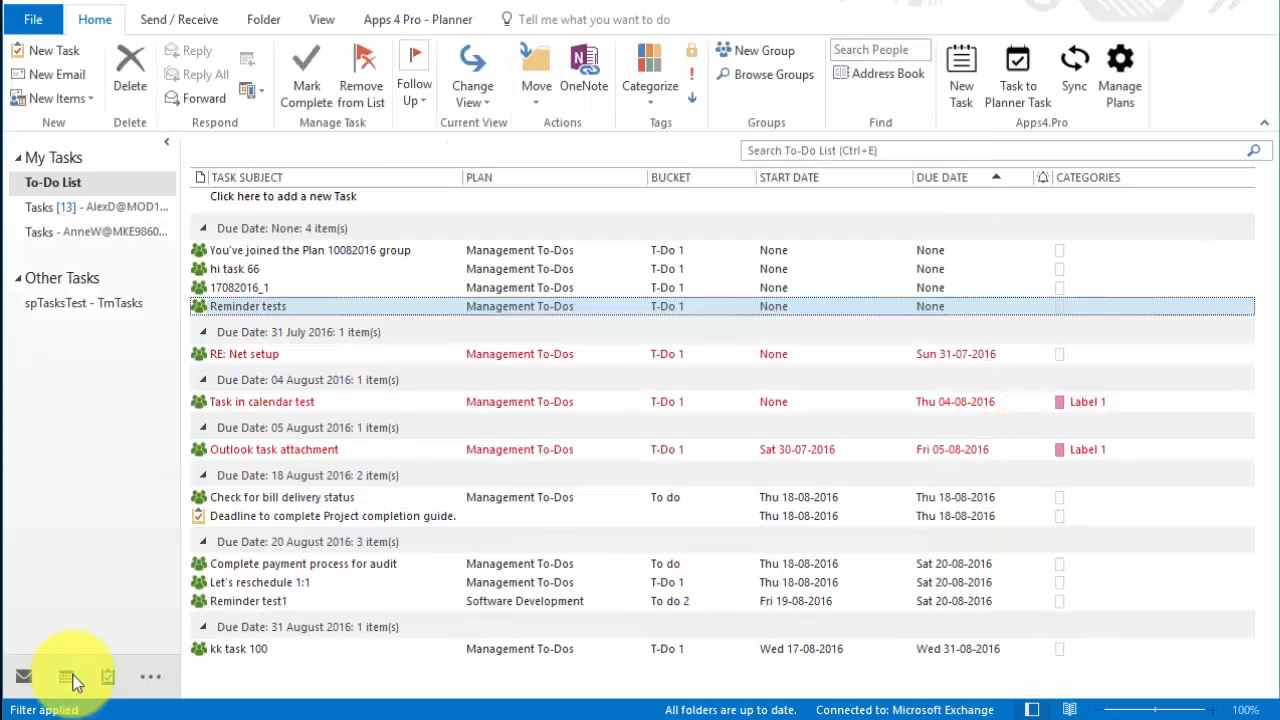 File Home Send / Receive Folder View Apps 4 Pro - Planner Tell me what you want to do
New Task
New Email
New Items
New
Delete
Delete
Reply
Reply All
Forward
Respond
Mark Complete
Remove from List
Manage Task
Follow Up
Change View
Current View
Move
OneNote
Actions
Categorize
Tags
New Group
Browse Groups
Groups
Search People
Address Book
Find
New Task
Task to Planner Task
Sync
Manage Plans
Apps4.Pro
My Tasks
To-Do List
Tasks [13] - AlexD@MOD1...
Tasks - AnneW@MKE9860...
Other Tasks
spTasksTest - TmTasks
Search To-Do List (Ctrl+E)
TASK SUBJECT PLAN BUCKET START DATE DUE DATE CATEGORIES
Click here to add a new Task
Due Date: None: 4 item(s)
You've joined the Plan 10082016 group Management To-Dos T-Do 1 None None
hi task 66 Management To-Dos T-Do 1 None None
17082016_1 Management To-Dos T-Do 1 None None
Reminder tests Management To-Dos T-Do 1 None None
Due Date: 31 July 2016: 1 item(s)
RE: Net setup Management To-Dos T-Do 1 None Sun 31-07-2016
Due Date: 04 August 2016: 1 item(s)
Task in calendar test Management To-Dos T-Do 1 None Thu 04-08-2016 Label 1
Due Date: 05 August 2016: 1 item(s)
Outlook task attachment Management To-Dos T-Do 1 Sat 30-07-2016 Fri 05-08-2016 Label 1
Due Date: 18 August 2016: 2 item(s)
Check for bill delivery status Management To-Dos To do Thu 18-08-2016 Thu 18-08-2016
Deadline to complete Project completion guide. Thu 18-08-2016 Thu 18-08-2016
Due Date: 20 August 2016: 3 item(s)
Complete payment process for audit Management To-Dos To do Thu 18-08-2016 Sat 20-08-2016
Let's reschedule 1:1 Management To-Dos T-Do 1 Thu 18-08-2016 Sat 20-08-2016
Reminder test1 Software Development To do 2 Fri 19-08-2016 Sat 20-08-2016
Due Date: 31 August 2016: 1 item(s)
kk task 100 Management To-Dos T-Do 1 Wed 17-08-2016 Wed 31-08-2016
Filter applied All folders are up to date. Connected to: Microsoft Exchange 100%